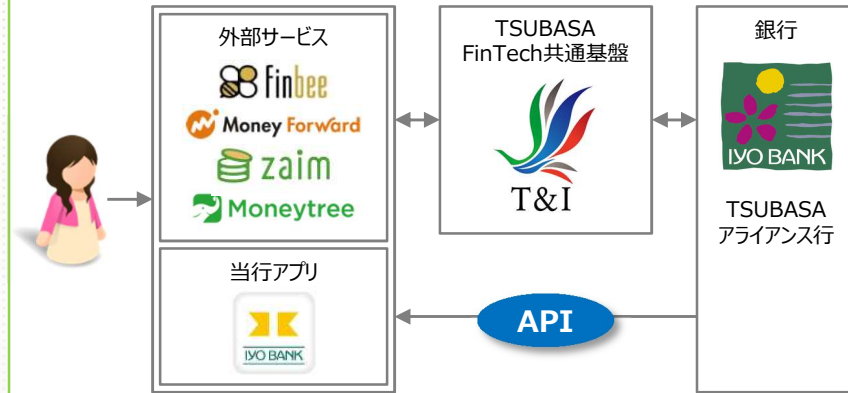 外部サービス
finbee
Money Forward
zaim
Moneytree
当行アプリ
IYO BANK
TSUBASA
FinTech共通基盤
T&I
API
銀行
IYO BANK
TSUBASA
アライアンス行